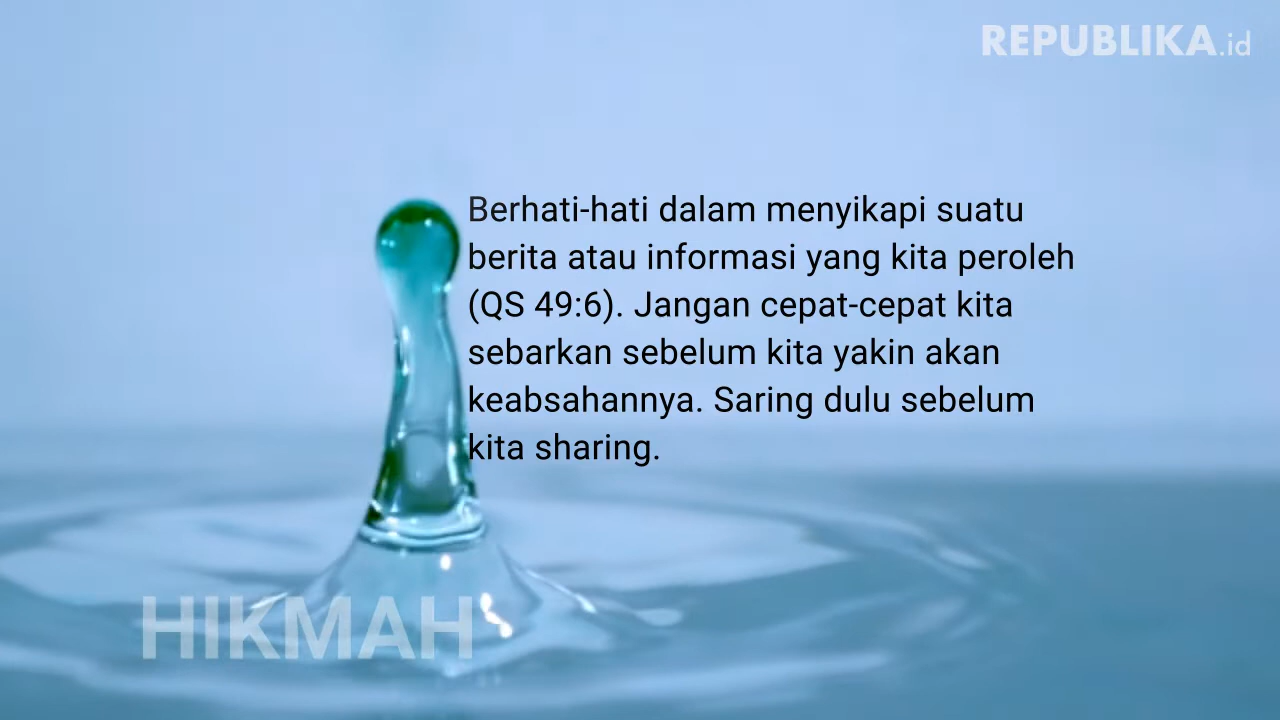 REPUBLIKA.id
Berhati-hati dalam menyikapi suatu
berita atau informasi yang kita peroleh
(QS 49:6). Jangan cepat-cepat kita
sebarkan sebelum kita yakin akan
keabsahannya. Saring dulu sebelum
kita sharing.
HIKMAH